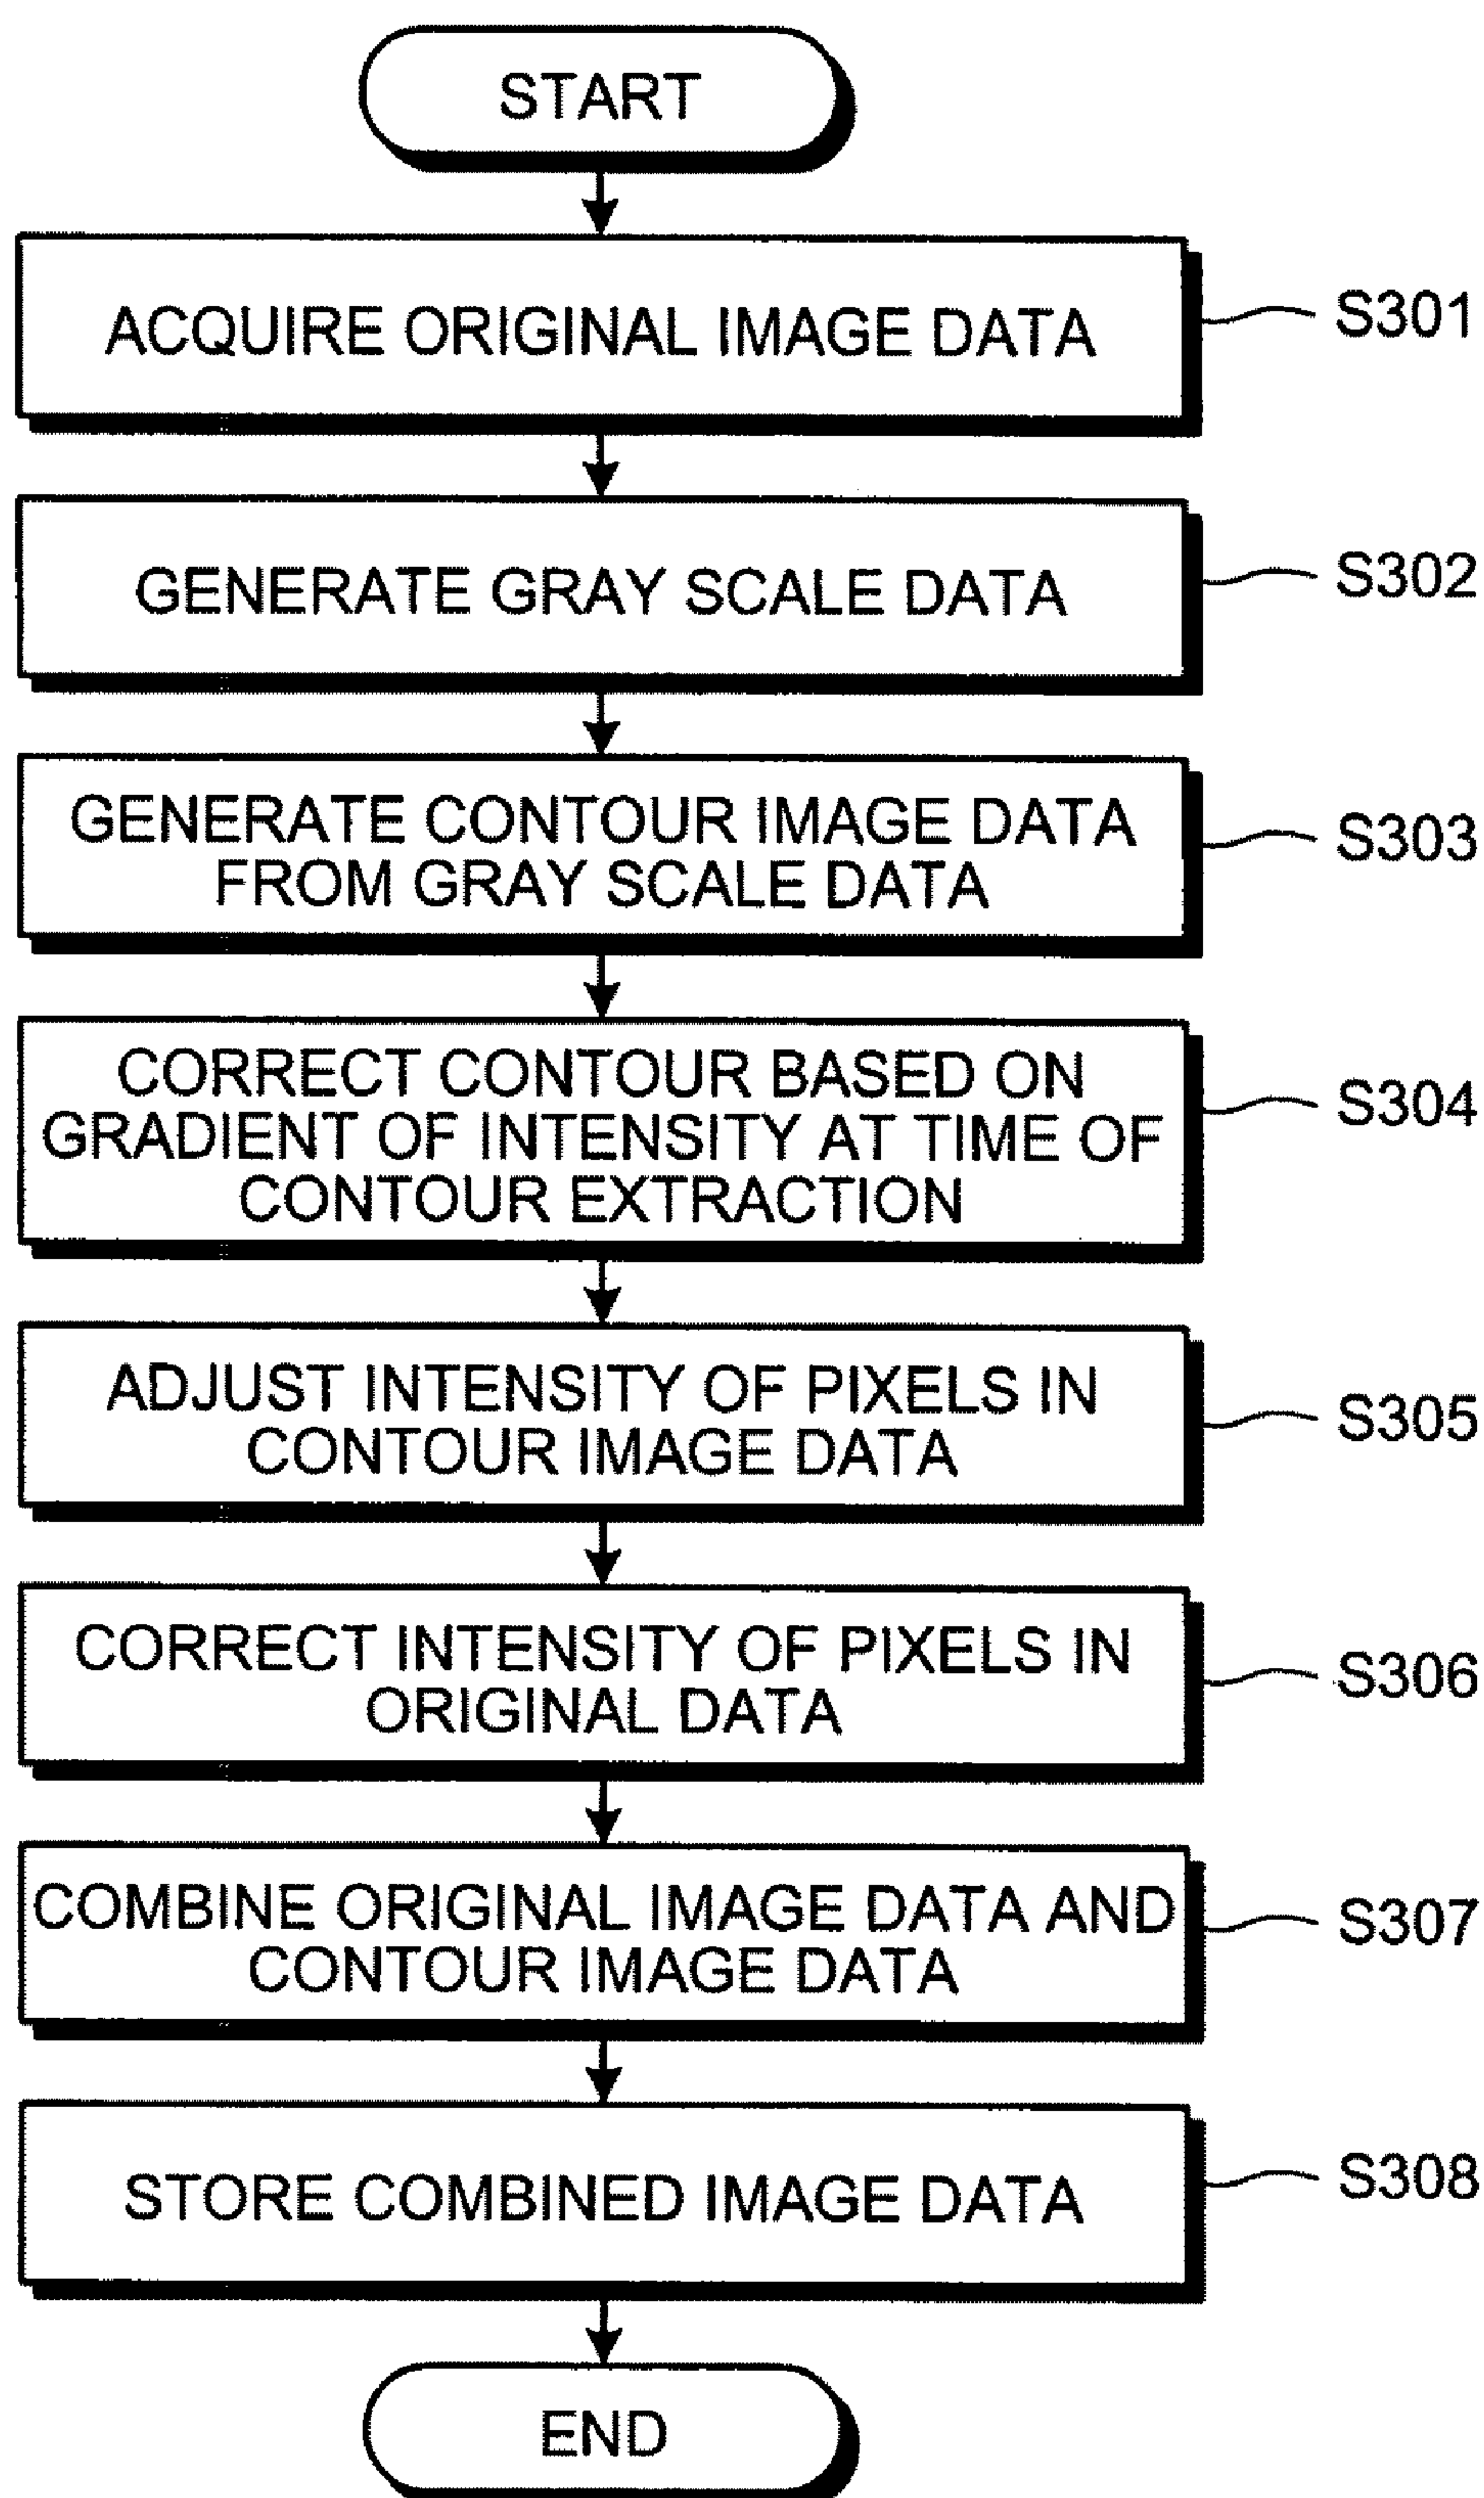 START
ACQUIRE ORIGINAL IMAGE DATA
S301
GENERATE GRAY SCALE DATA
S302
GENERATE CONTOUR IMAGE DATA
FROM GRAY SCALE DATA
S303
CORRECT CONTOUR BASED ON
GRADIENT OF INTENSITY AT TIME OF
CONTOUR EXTRACTION
S304
ADJUST INTENSITY OF PIXELS IN
CONTOUR IMAGE DATA
S305
CORRECT INTENSITY OF PIXELS IN
ORIGINAL DATA
S306
COMBINE ORIGINAL IMAGE DATA AND
CONTOUR IMAGE DATA
S307
STORE COMBINED IMAGE DATA
S308
END